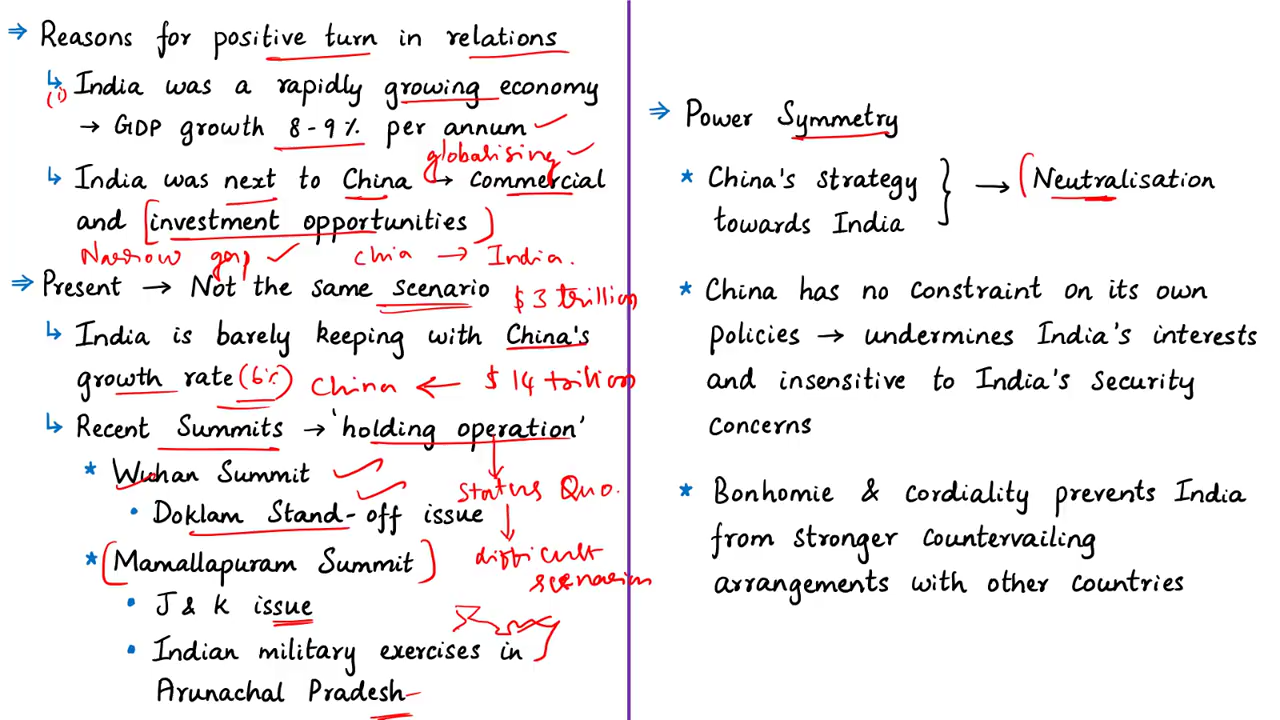 ⇒ Reasons for positive turn in relations
↳ India was a rapidly growing economy
(1)
→ GDP growth 8-9% per annum
globalising
↳ India was next to China → commercial
and [investment opportunities]
Narrow gap chia → India.
⇒ Present → Not the same scenario
$3 trillion
↳ India is barely keeping with China's
growth rate (6%) China ← $14 trillion
↳ Recent Summits → 'holding operation'
* Wuhan Summit
Status Quo.
• Doklam Stand-off issue
* [Mamallapuram Summit]
difficult
scenarios
• J & K issue
• Indian military exercises in
Arunachal Pradesh
⇒ Power Symmetry
* China's strategy
towards India } → (Neutralisation
* China has no constraint on its own
policies → undermines India's interests
and insensitive to India's security
concerns
* Bonhomie & cordiality prevents India
from stronger countervailing
arrangements with other countries